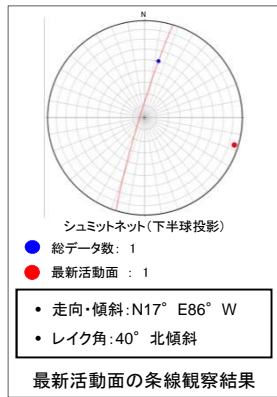 N
シュミットネット(下半球投影)
総データ数: 1
最新活動面 : 1
• 走向・傾斜:N17° E86° W
• レイク角:40° 北傾斜
最新活動面の条線観察結果